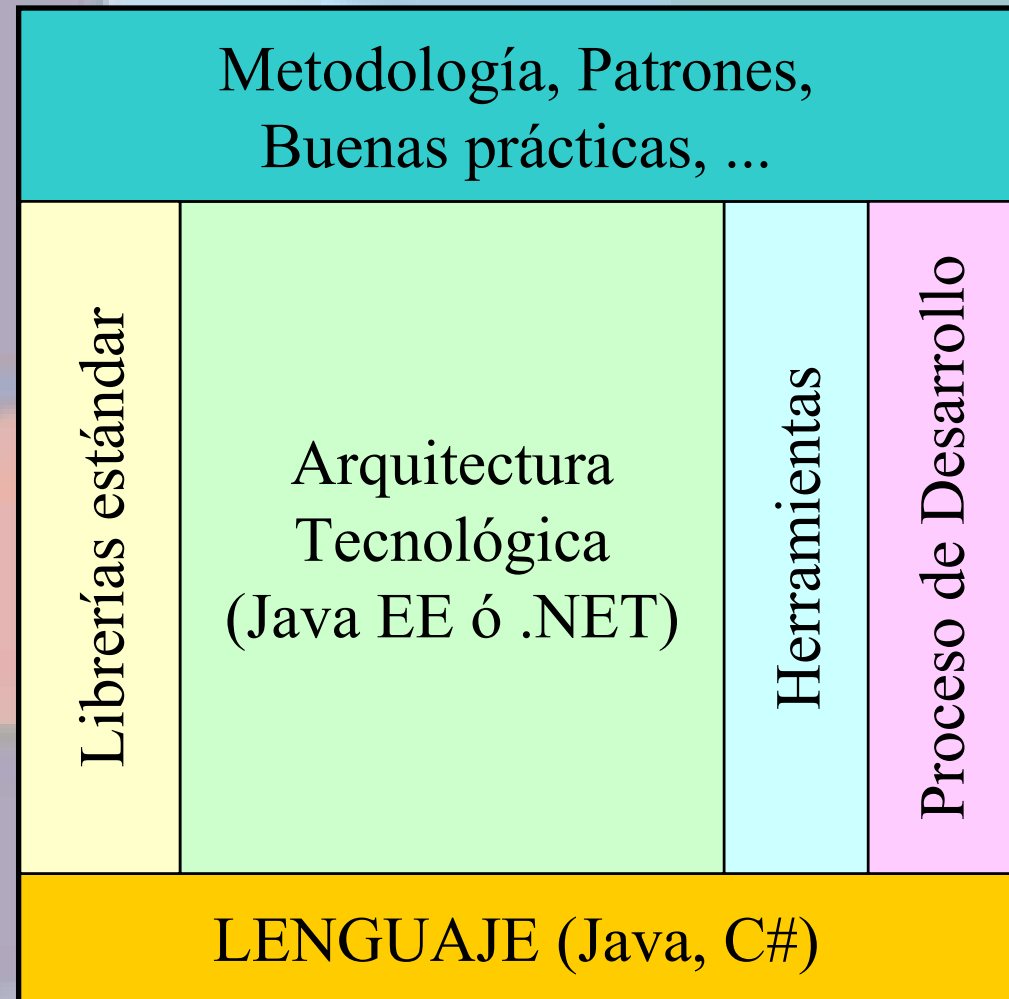 Metodología, Patrones,
Buenas prácticas, ...
Librerías estándar
Arquitectura
Tecnológica
(Java EE ó .NET)
Herramientas
Proceso de Desarrollo
LENGUAJE (Java, C#)